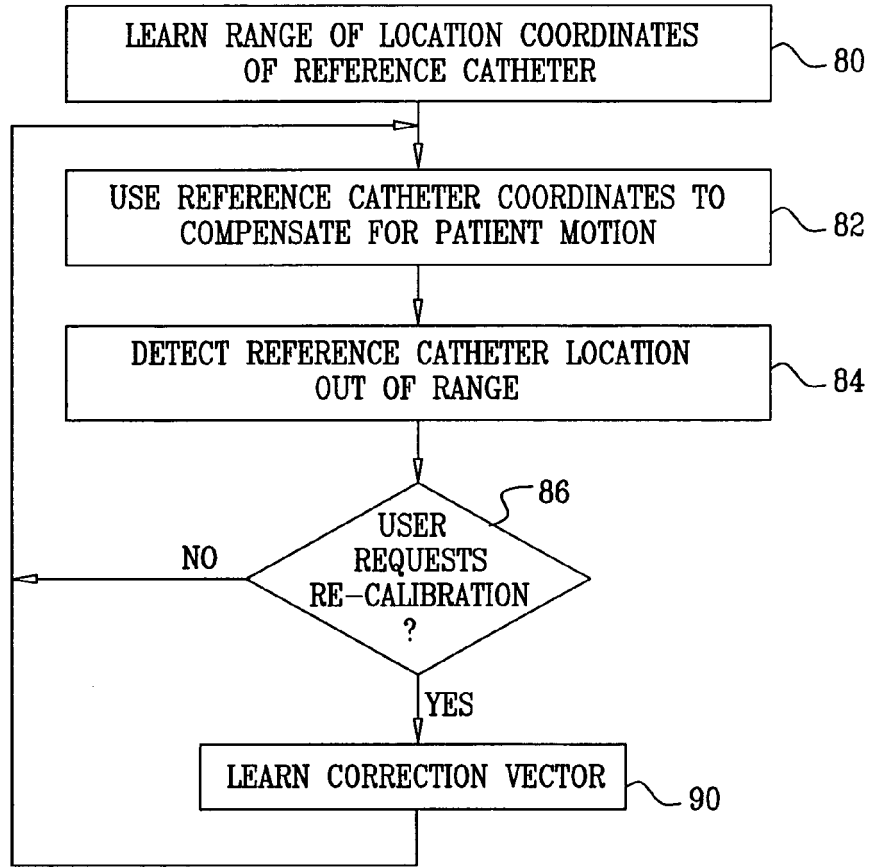 LEARN RANGE OF LOCATION COORDINATES
OF REFERENCE CATHETER
80
USE REFERENCE CATHETER COORDINATES TO
COMPENSATE FOR PATIENT MOTION
82
DETECT REFERENCE CATHETER LOCATION
OUT OF RANGE
84
86
USER
REQUESTS
RE-CALIBRATION
?
NO
YES
LEARN CORRECTION VECTOR
90